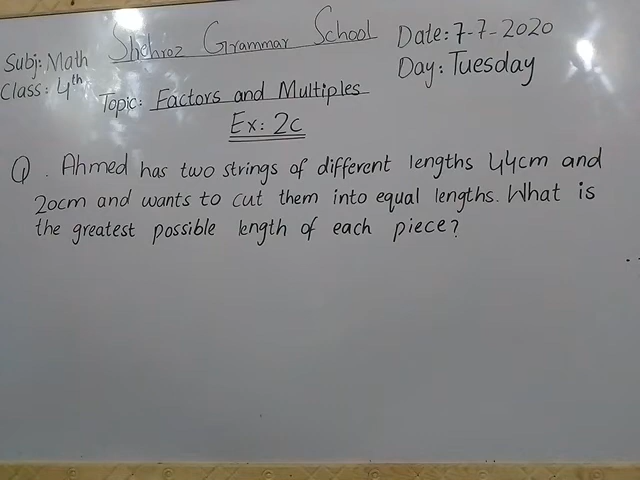 Shehroz Grammar School
Subj: Math
Date: 7-7-2020
Class: 4th
Day: Tuesday
Topic: Factors and Multiples
Ex: 2c
Q. Ahmed has two strings of different lengths 44cm and
20cm and wants to cut them into equal lengths. What is
the greatest possible length of each piece?